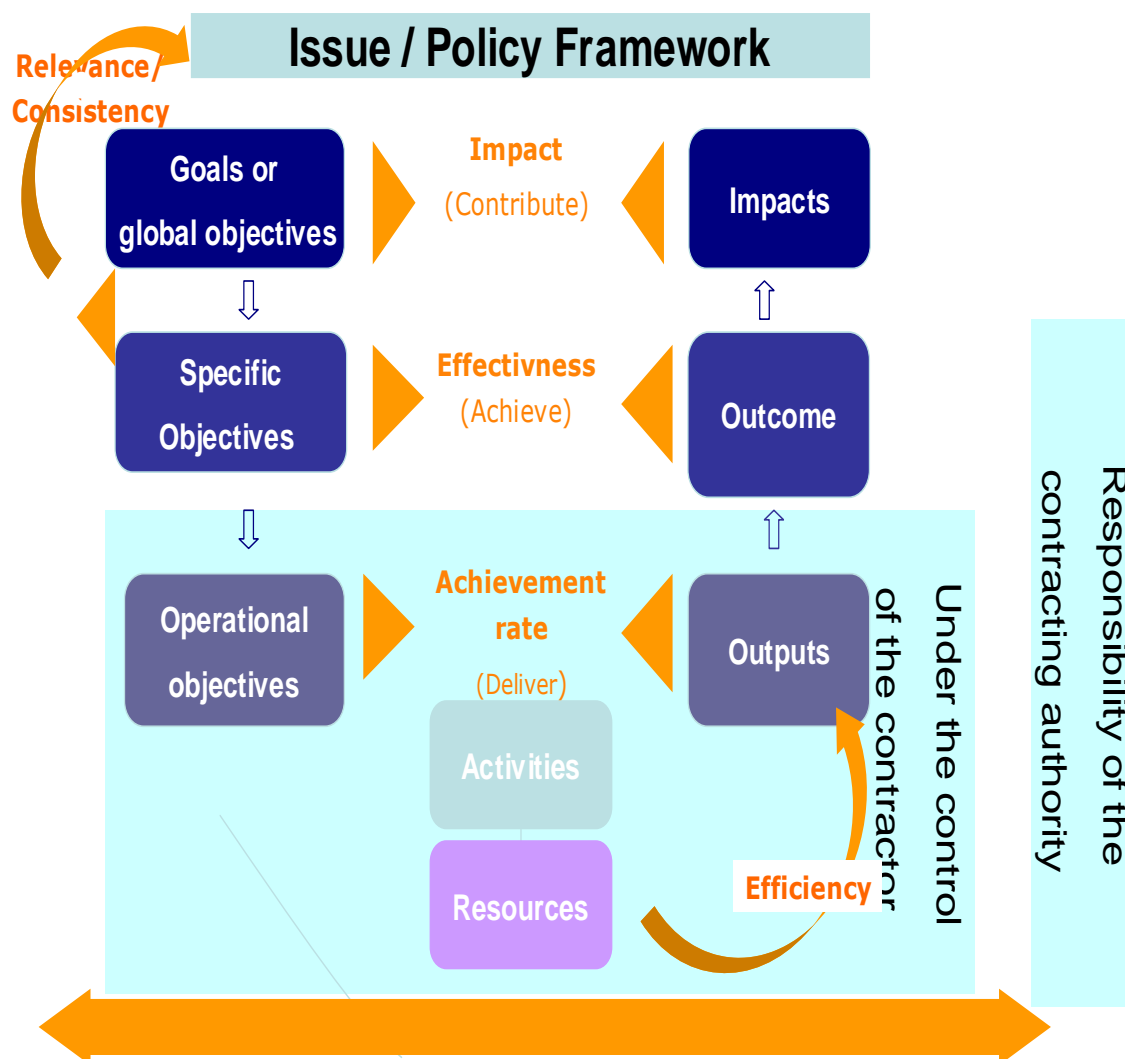 Issue / Policy Framework
Relevance/
Consistency
Goals or
global objectives
Impact
(Contribute)
Impacts
Specific
Objectives
Effectivness
(Achieve)
Outcome
Operational
objectives
Achievement
rate
(Deliver)
Outputs
Activities
Resources
Efficiency
Under the control
of the contractor
Responsibility of the
contracting authority